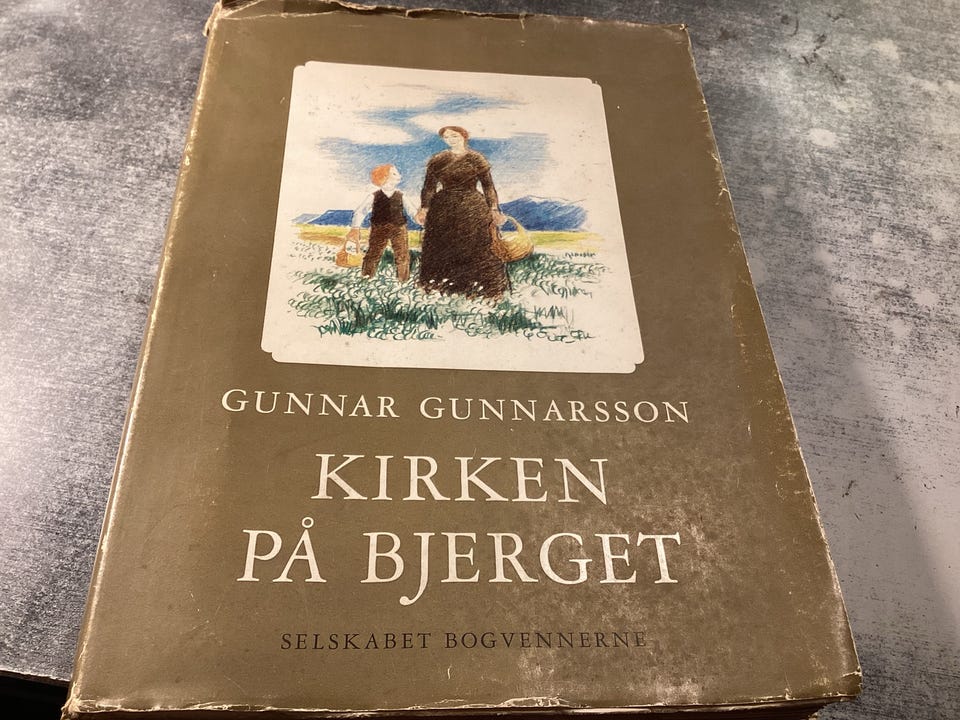 GUNNAR GUNNARSSON
KIRKEN
PÅ BJERGET
SELSKABET BOGVENNERNE